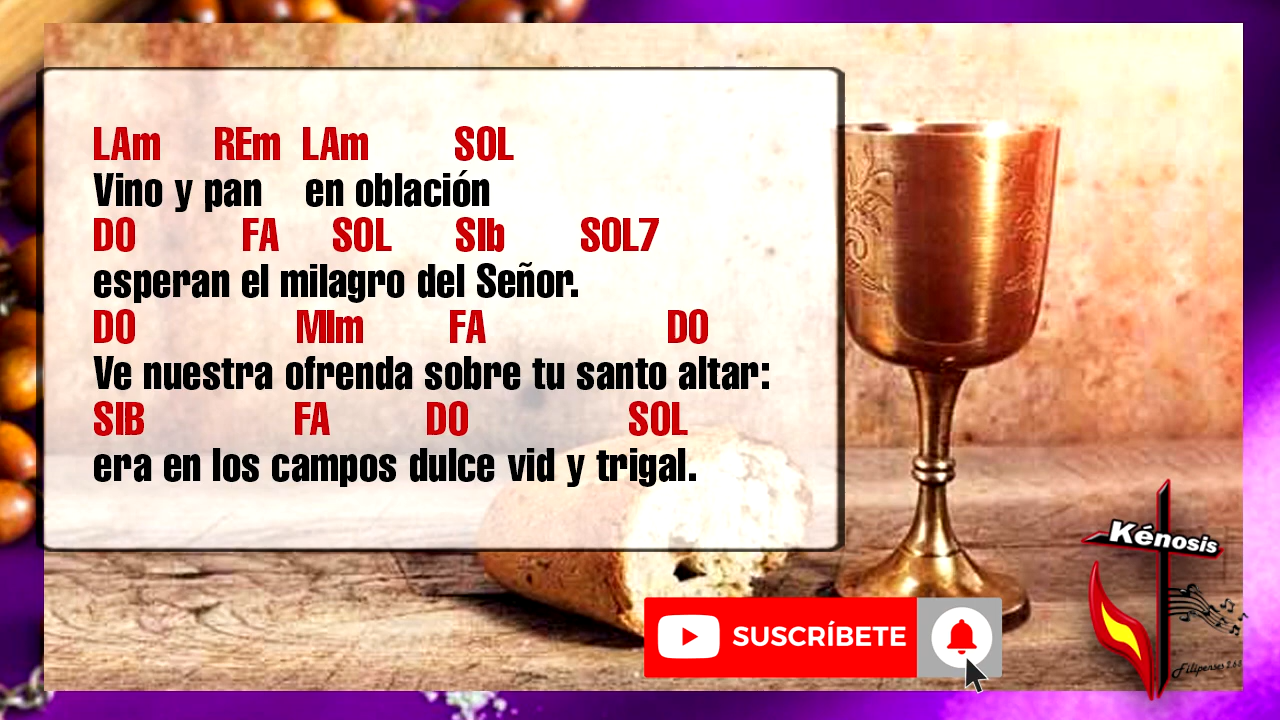 LAm REm LAm SOL
Vino y pan en oblación
DO FA SOL SIb SOL7
esperan el milagro del Señor.
DO MIm FA DO
Ve nuestra ofrenda sobre tu santo altar:
SIB FA DO SOL
era en los campos dulce vid y trigal.
SUSCRÍBETE
Kénosis